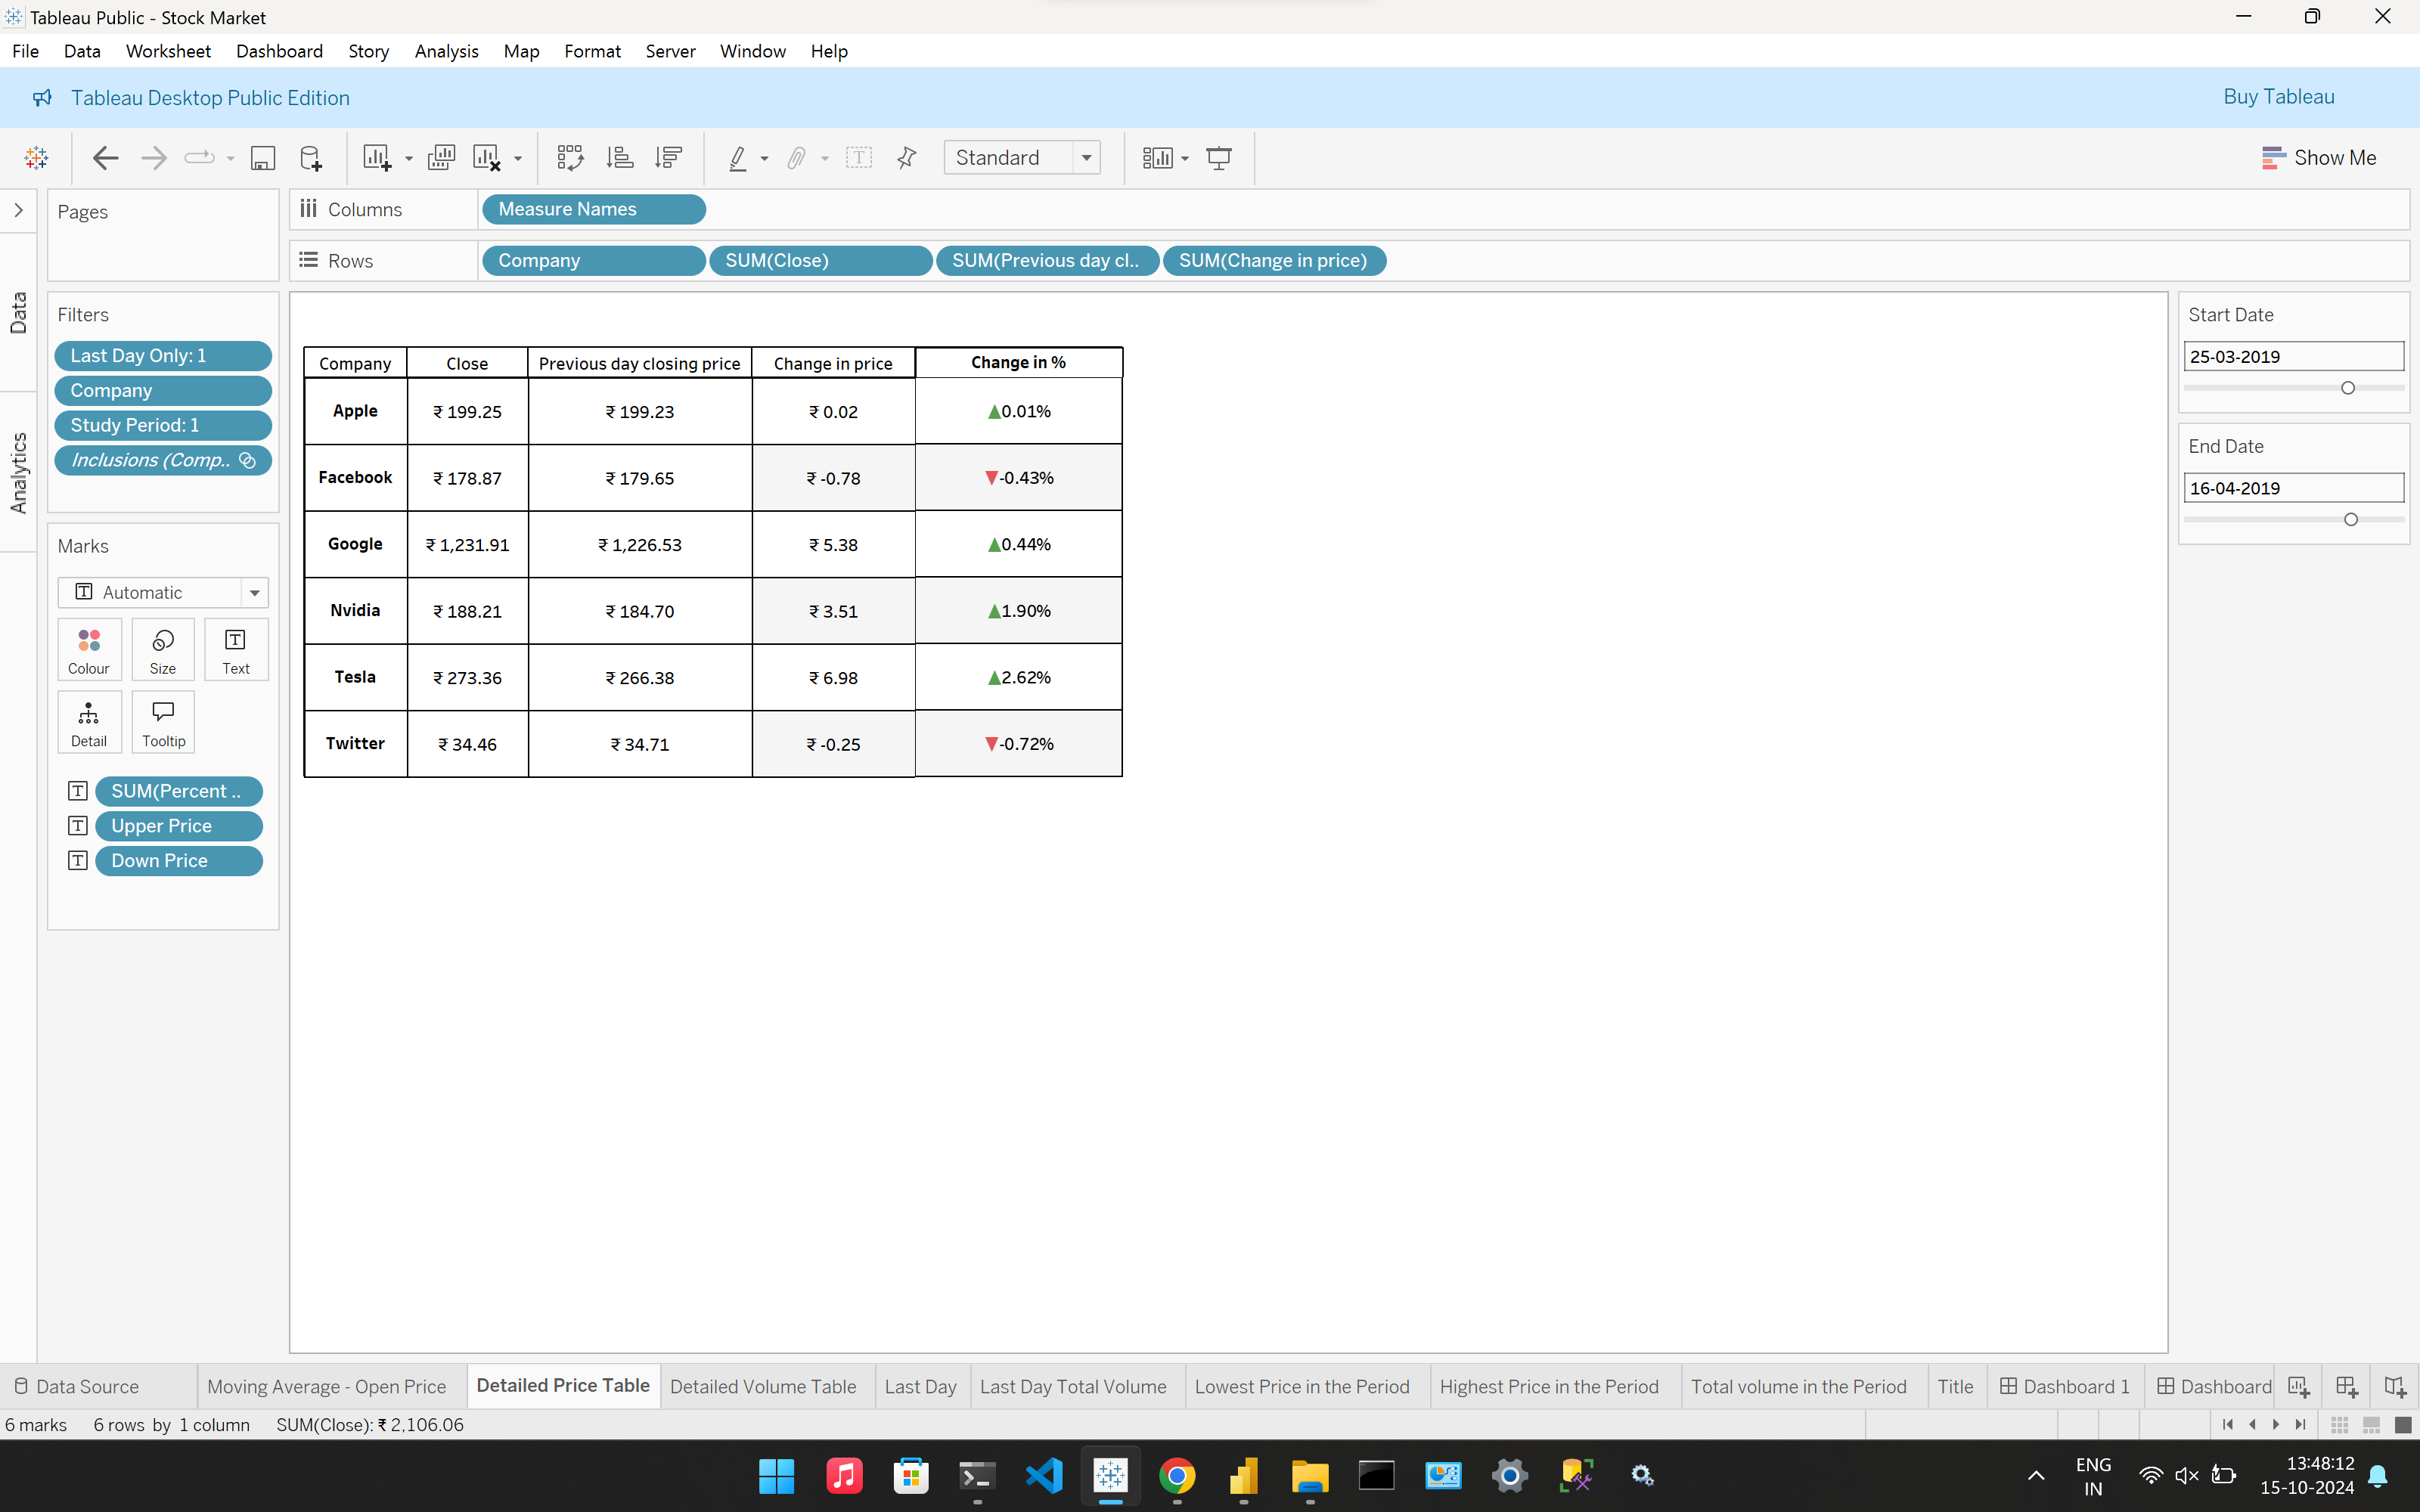 Tableau Public - Stock Market
File Data Worksheet Dashboard Story Analysis Map Format Server Window Help
Tableau Desktop Public Edition
Buy Tableau
Standard
Show Me
Pages
Columns
Measure Names
Rows
Company SUM(Close) SUM(Previous day cl.. SUM(Change in price)
Data
Analytics
Filters
Last Day Only: 1
Company
Study Period: 1
Inclusions (Comp..
Marks
Automatic
Colour Size Text
Detail Tooltip
SUM(Percent ..
Upper Price
Down Price
Company Close Previous day closing price Change in price Change in %
Apple ₹ 199.25 ₹ 199.23 ₹ 0.02 ▲0.01%
Facebook ₹ 178.87 ₹ 179.65 ₹ -0.78 ▼-0.43%
Google ₹ 1,231.91 ₹ 1,226.53 ₹ 5.38 ▲0.44%
Nvidia ₹ 188.21 ₹ 184.70 ₹ 3.51 ▲1.90%
Tesla ₹ 273.36 ₹ 266.38 ₹ 6.98 ▲2.62%
Twitter ₹ 34.46 ₹ 34.71 ₹ -0.25 ▼-0.72%
Start Date
25-03-2019
End Date
16-04-2019
Data Source Moving Average - Open Price Detailed Price Table Detailed Volume Table Last Day Last Day Total Volume Lowest Price in the Period Highest Price in the Period Total volume in the Period Title Dashboard 1 Dashboard
6 marks 6 rows by 1 column SUM(Close): ₹ 2,106.06
ENG
IN
13:48:12
15-10-2024